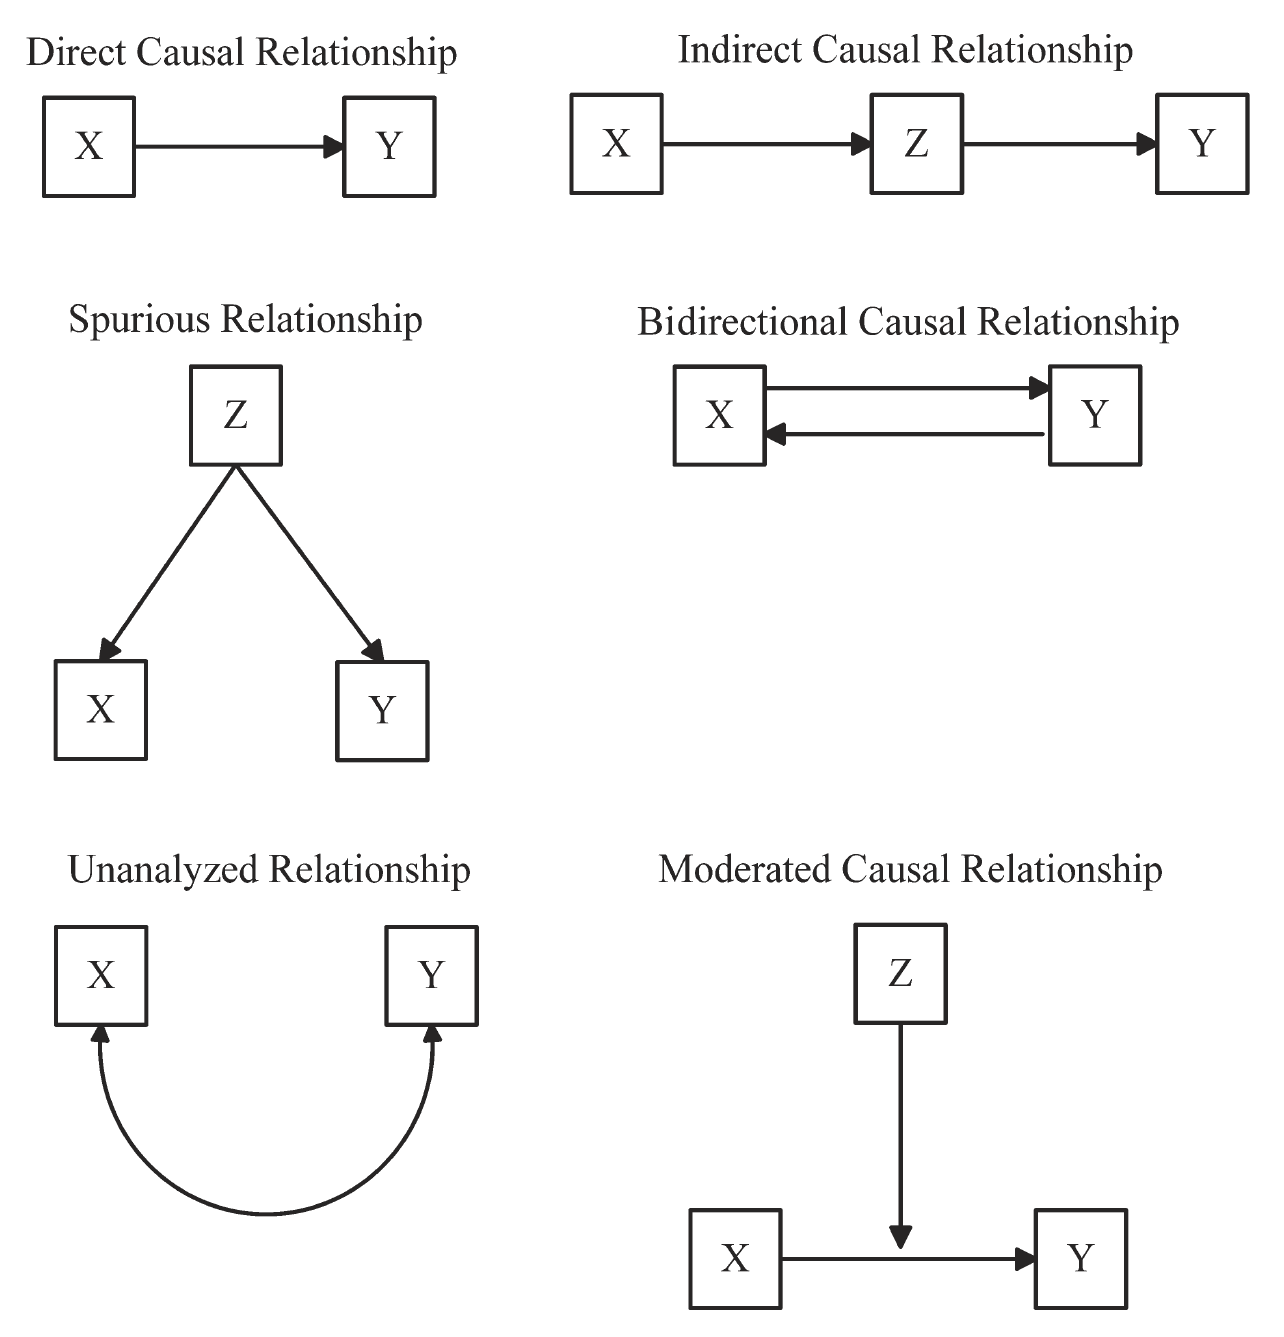 Direct Causal Relationship
X
Y
Indirect Causal Relationship
X
Z
Y
Spurious Relationship
Z
X
Y
Bidirectional Causal Relationship
X
Y
Unanalyzed Relationship
X
Y
Moderated Causal Relationship
Z
X
Y